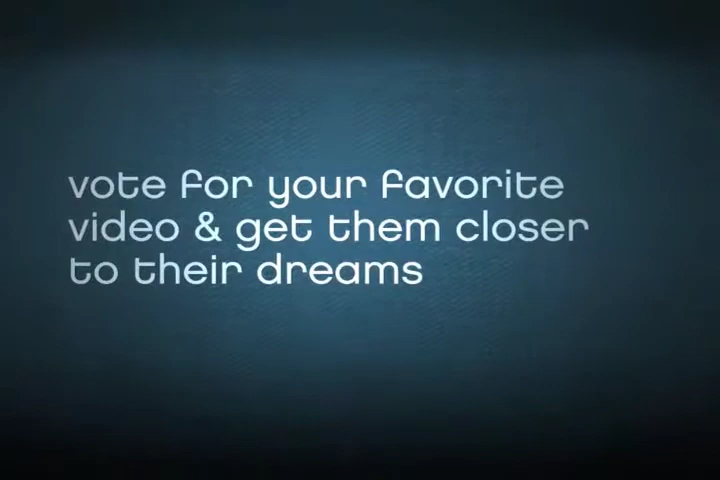 vote for your favorite
video & get them closer
to their dreams